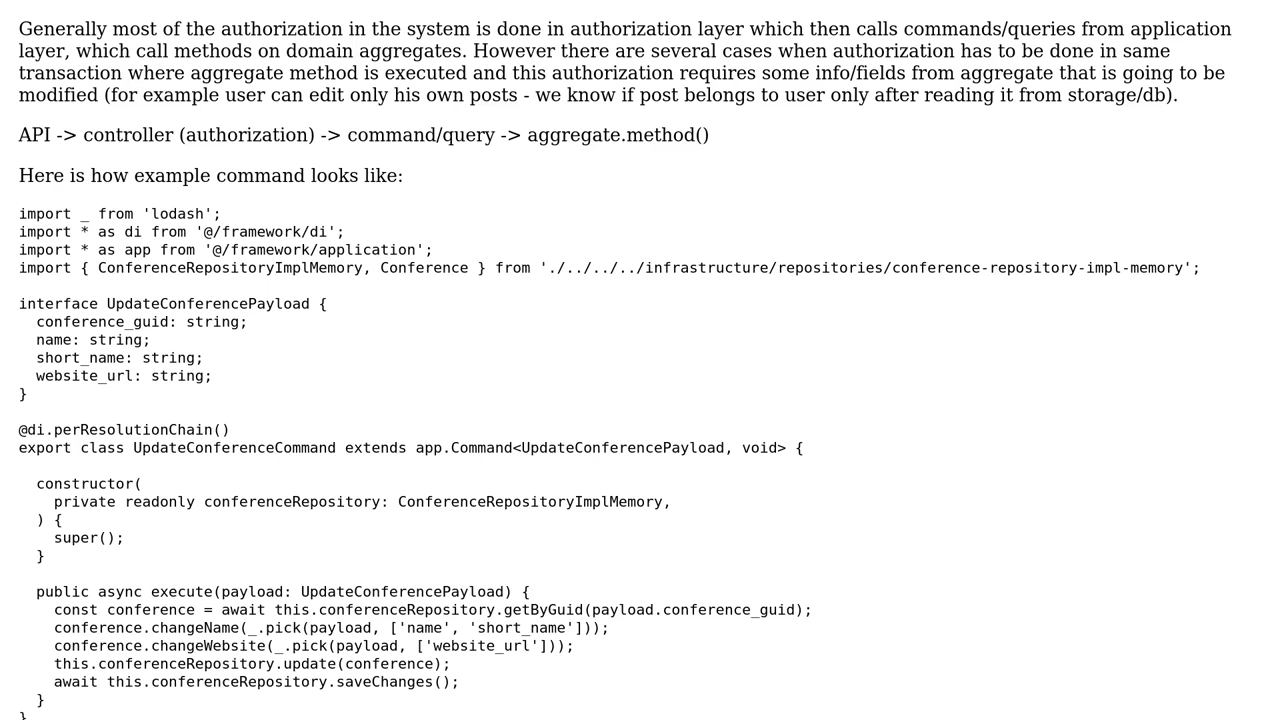 Generally most of the authorization in the system is done in authorization layer which then calls commands/queries from application
layer, which call methods on domain aggregates. However there are several cases when authorization has to be done in same
transaction where aggregate method is executed and this authorization requires some info/fields from aggregate that is going to be
modified (for example user can edit only his own posts - we know if post belongs to user only after reading it from storage/db).
API -> controller (authorization) -> command/query -> aggregate.method()
Here is how example command looks like:
import _ from 'lodash';
import * as di from '@/framework/di';
import * as app from '@/framework/application';
import { ConferenceRepositoryImplMemory, Conference } from './../../../infrastructure/repositories/conference-repository-impl-memory';
interface UpdateConferencePayload {
  conference_guid: string;
  name: string;
  short_name: string;
  website_url: string;
}
@di.perResolutionChain()
export class UpdateConferenceCommand extends app.Command<UpdateConferencePayload, void> {
  constructor(
    private readonly conferenceRepository: ConferenceRepositoryImplMemory,
  ) {
    super();
  }
  public async execute(payload: UpdateConferencePayload) {
    const conference = await this.conferenceRepository.getByGuid(payload.conference_guid);
    conference.changeName(_.pick(payload, ['name', 'short_name']));
    conference.changeWebsite(_.pick(payload, ['website_url']));
    this.conferenceRepository.update(conference);
    await this.conferenceRepository.saveChanges();
  }
}